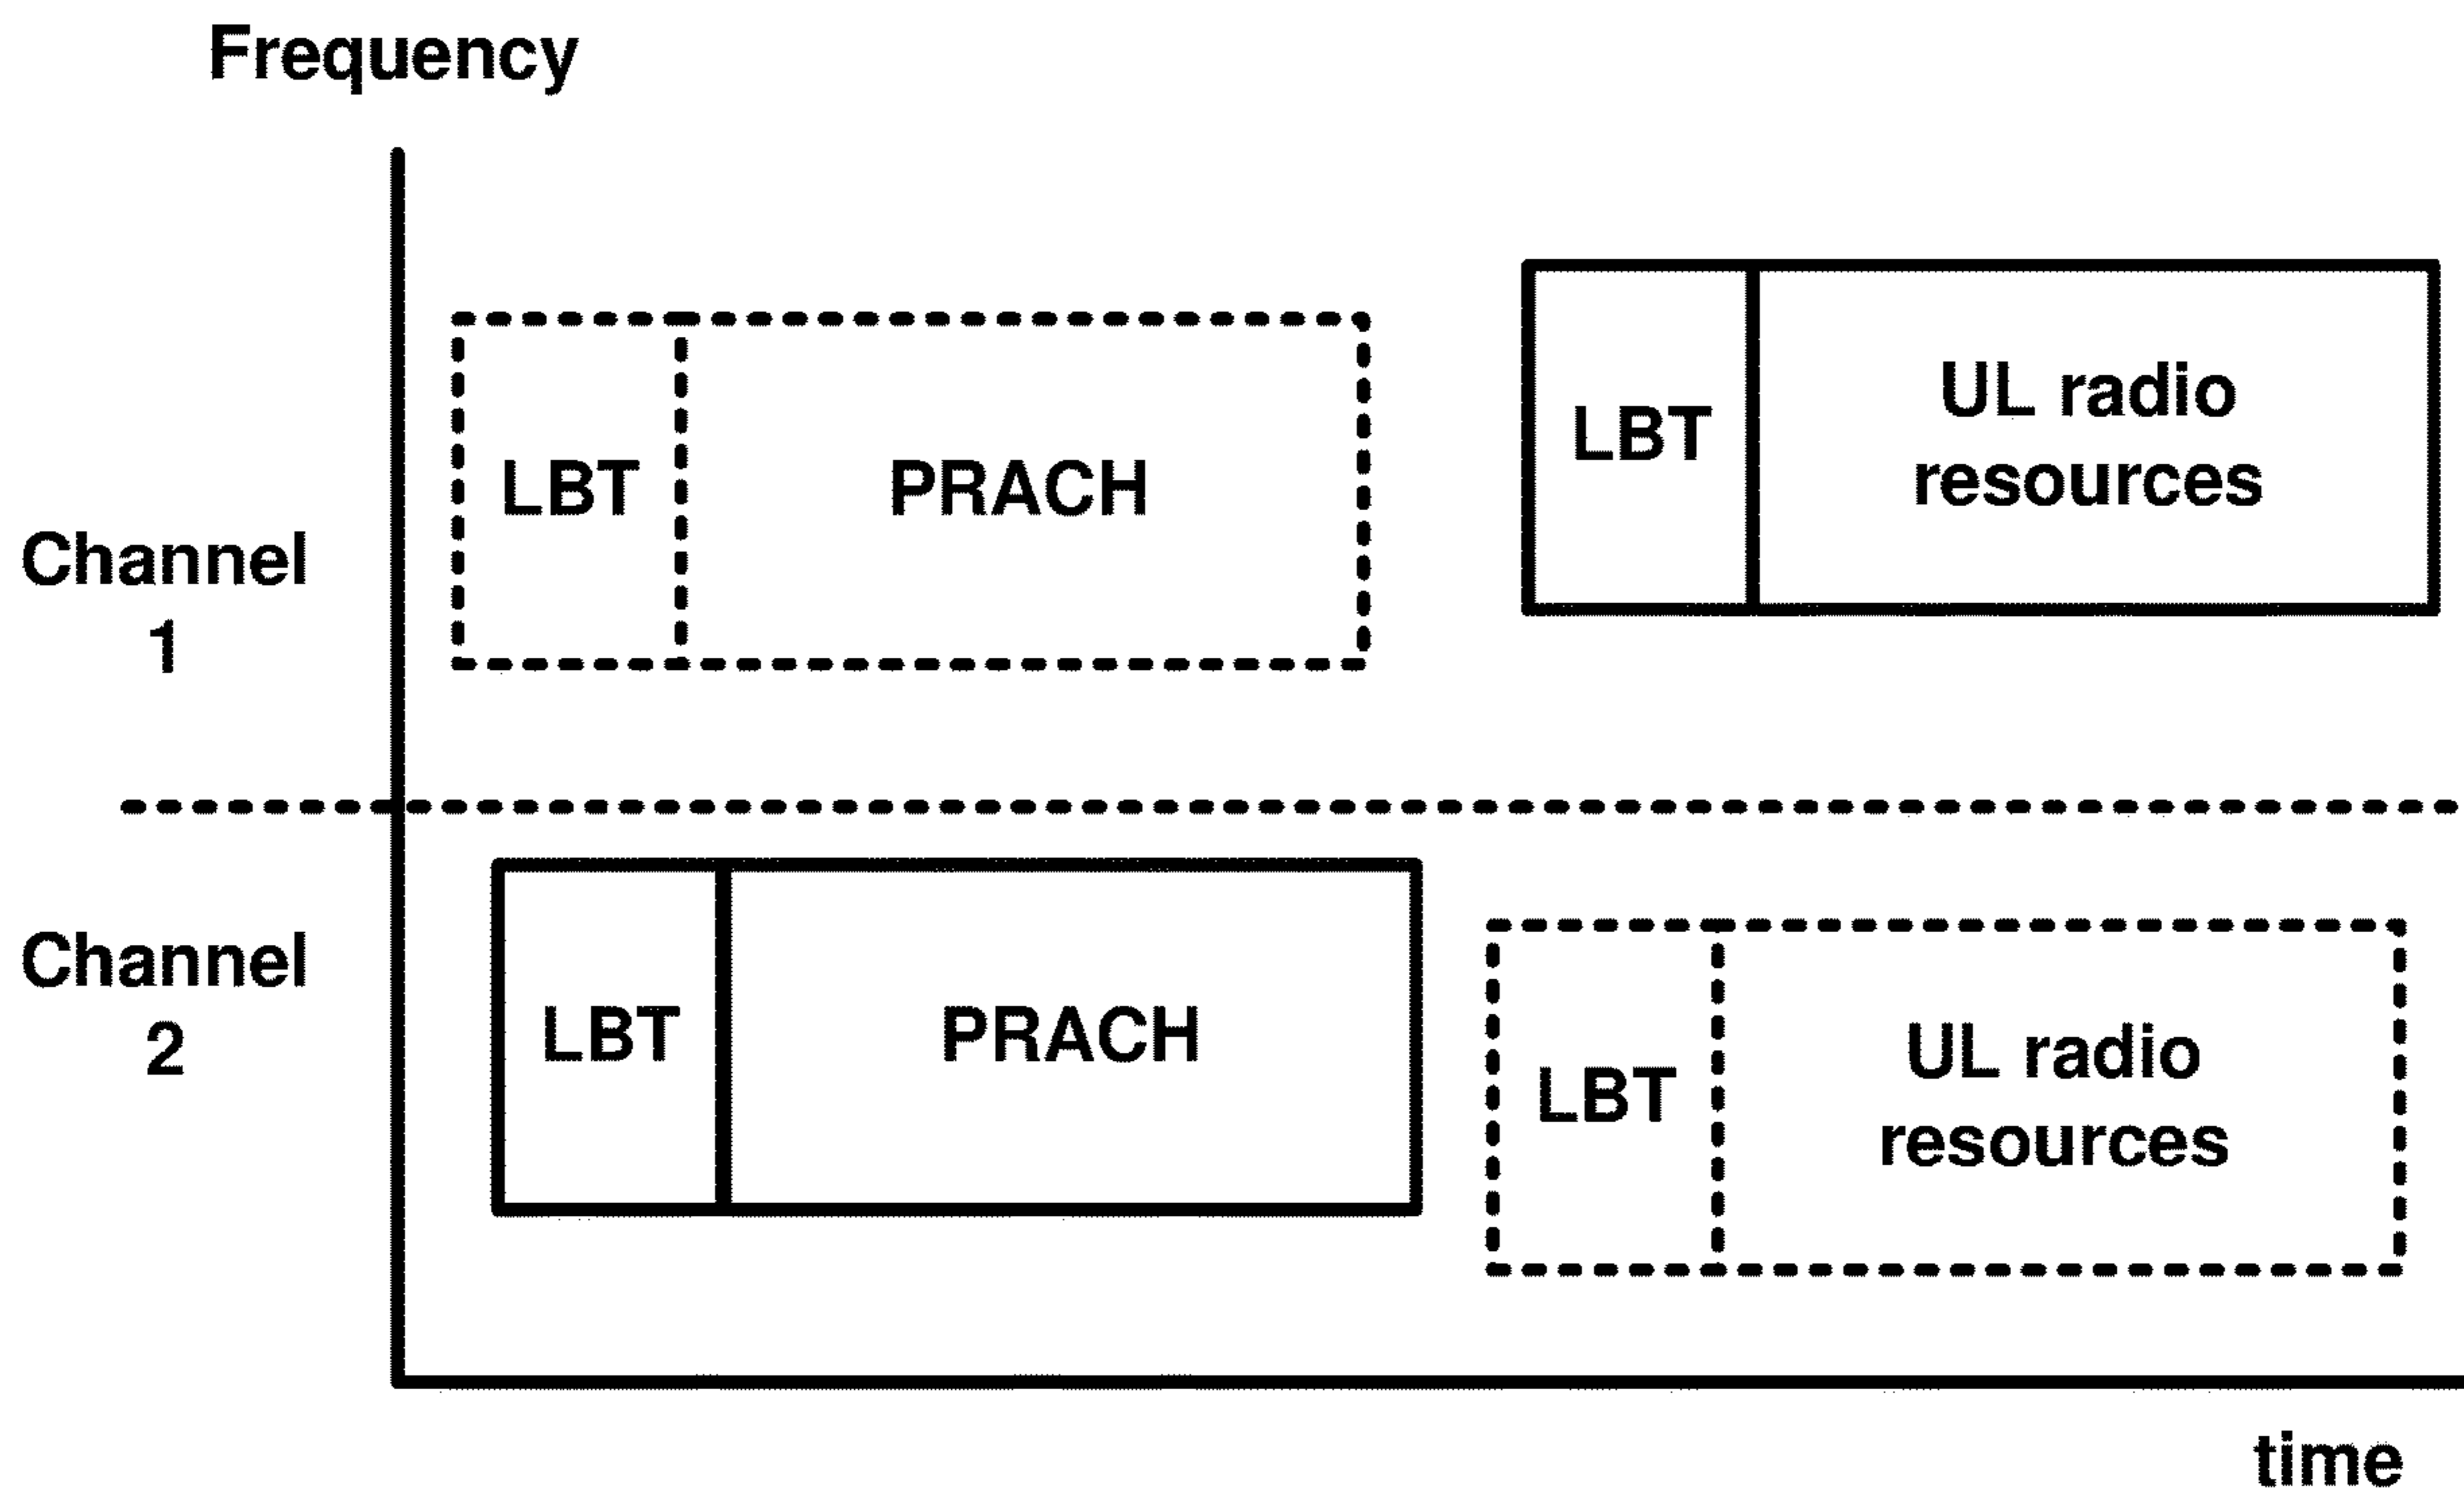 Frequency
Channel
1
LBT
PRACH
LBT
UL radio
resources
Channel
2
LBT
PRACH
LBT
UL radio
resources
time